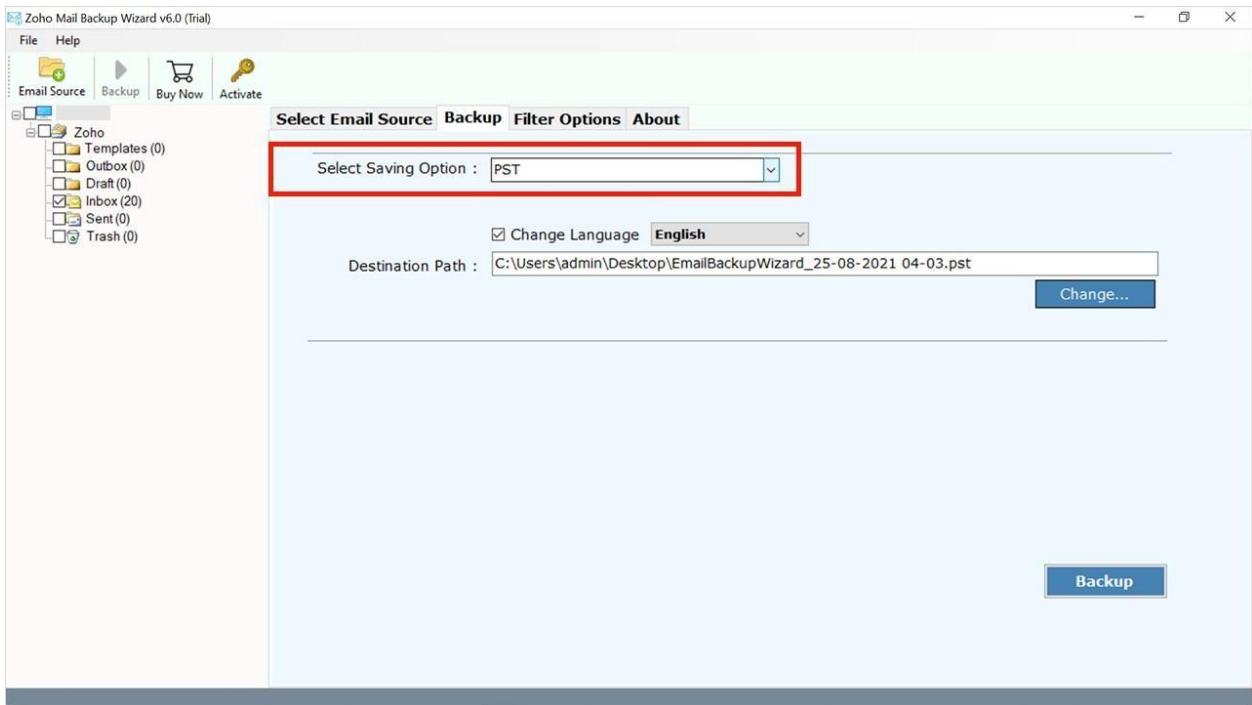 Zoho Mail Backup Wizard v6.0 (Trial)
File Help
Email Source Backup Buy Now Activate
Zoho
Templates (0)
Outbox (0)
Draft (0)
Inbox (20)
Sent (0)
Trash (0)
Select Email Source Backup Filter Options About
Select Saving Option : PST
Change Language English
Destination Path : C:\Users\admin\Desktop\EmailBackupWizard_25-08-2021 04-03.pst
Change...
Backup